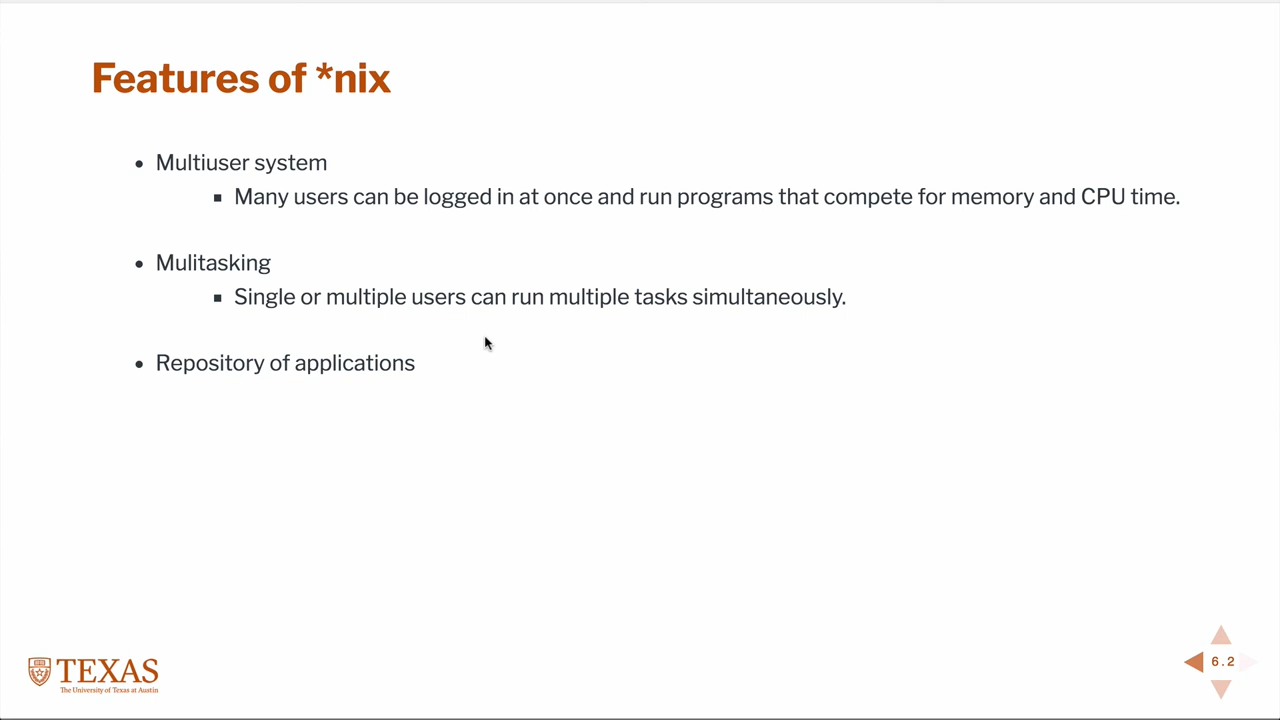 Features of *nix
Multiuser system
Many users can be logged in at once and run programs that compete for memory and CPU time.
Mulitasking
Single or multiple users can run multiple tasks simultaneously.
Repository of applications
TEXAS
The University of Texas at Austin
6.2